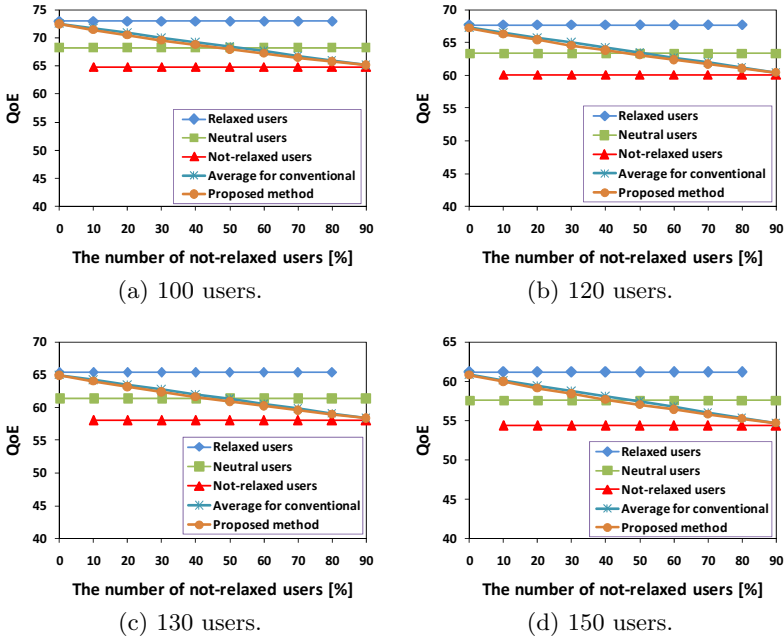 75
70
65
60
55
50
45
40
QoE
Relaxed users
Neutral users
Not-relaxed users
Average for conventional
Proposed method
0 10 20 30 40 50 60 70 80 90
The number of not-relaxed users [%]
(a) 100 users.
70
65
60
55
50
45
40
QoE
Relaxed users
Neutral users
Not-relaxed users
Average for conventional
Proposed method
0 10 20 30 40 50 60 70 80 90
The number of not-relaxed users [%]
(b) 120 users.
70
65
60
55
50
45
40
QoE
Relaxed users
Neutral users
Not-relaxed users
Average for conventional
Proposed method
0 10 20 30 40 50 60 70 80 90
The number of not-relaxed users [%]
(c) 130 users.
65
60
55
50
45
40
QoE
Relaxed users
Neutral users
Not-relaxed users
Average for conventional
Proposed method
0 10 20 30 40 50 60 70 80 90
The number of not-relaxed users [%]
(d) 150 users.